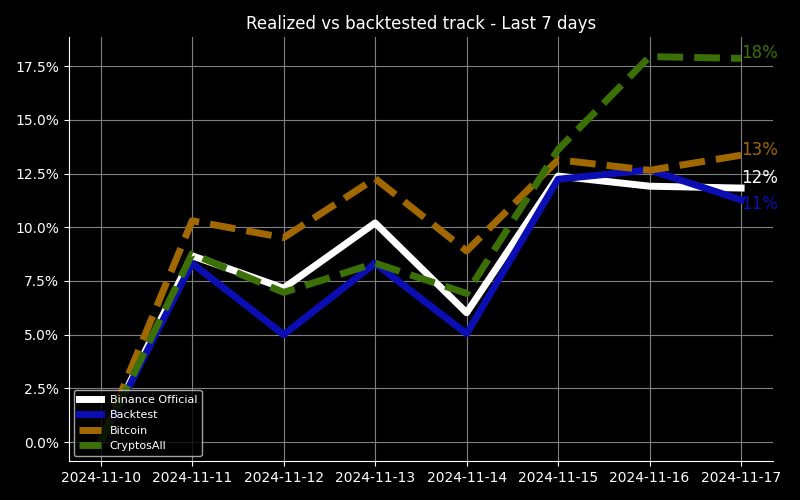 Realized vs backtested track - Last 7 days
17.5%
15.0%
12.5%
10.0%
7.5%
5.0%
2.5%
0.0%
18%
13%
12%
11%
Binance Official
Backtest
Bitcoin
CryptosAll
2024-11-10 2024-11-11 2024-11-12 2024-11-13 2024-11-14 2024-11-15 2024-11-16 2024-11-17